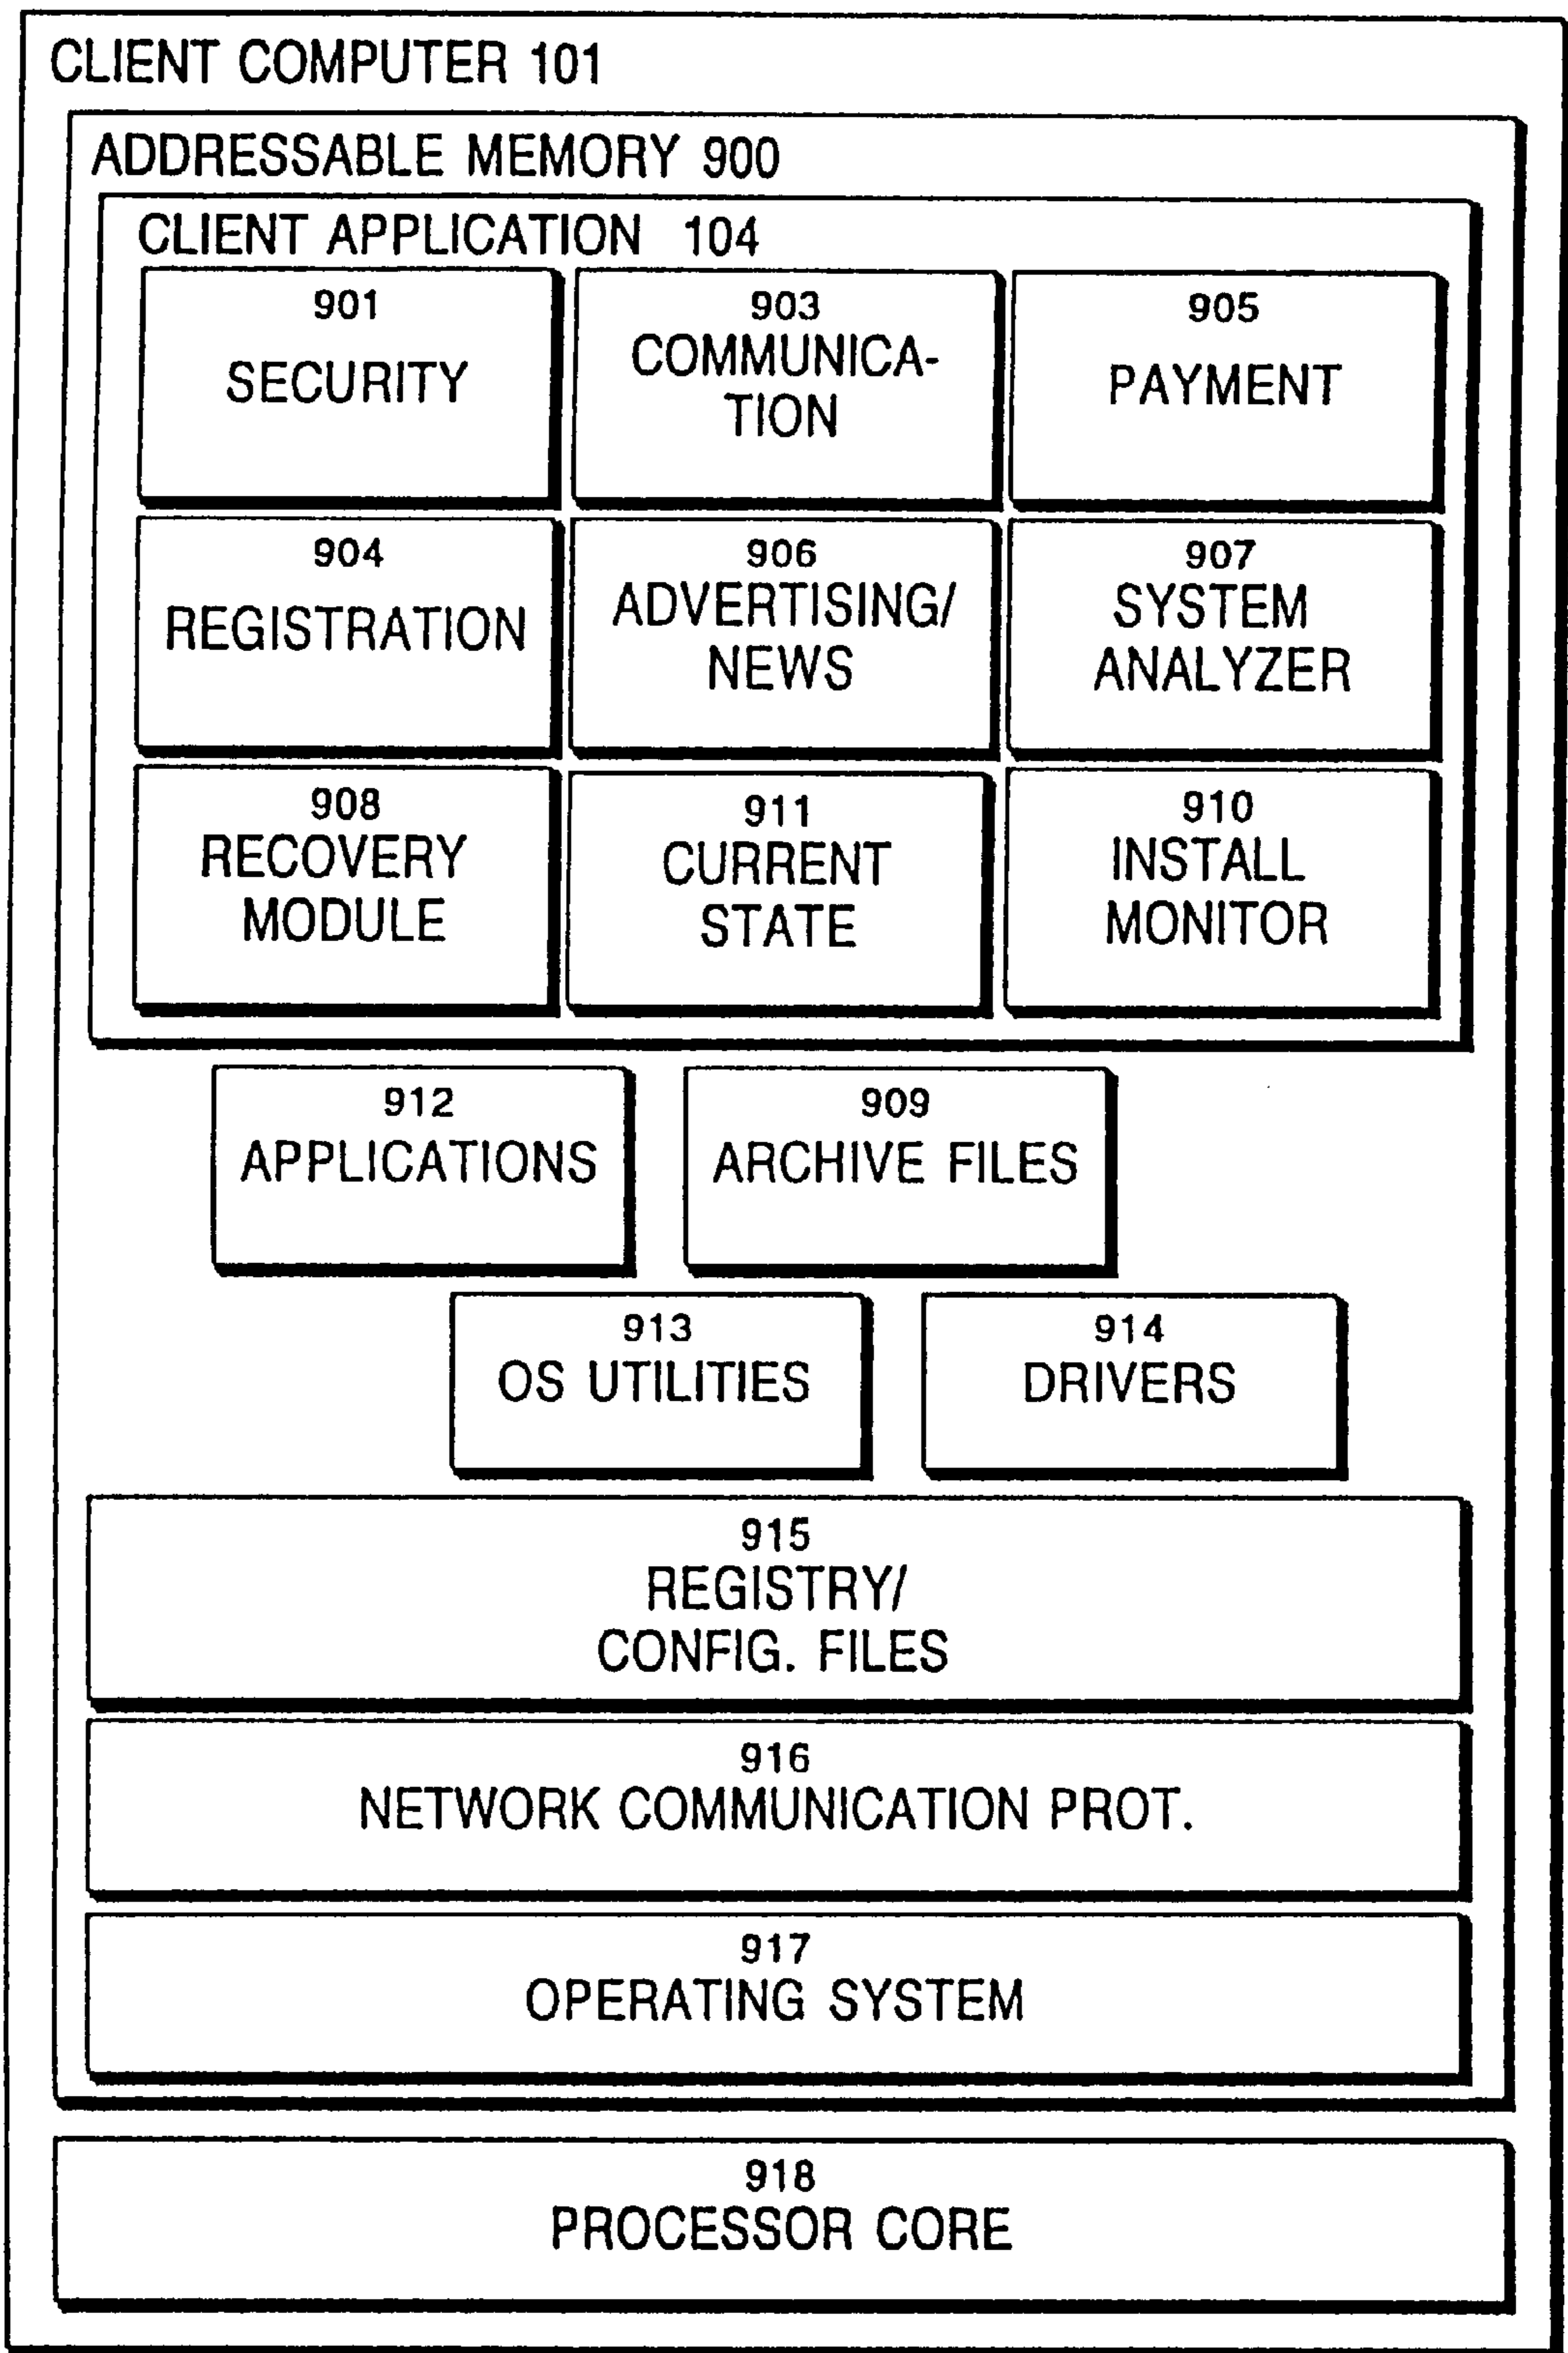 CLIENT COMPUTER 101
ADDRESSABLE MEMORY 900
CLIENT APPLICATION 104
901
SECURITY
903
COMMUNICA-
TION
905
PAYMENT
904
REGISTRATION
906
ADVERTISING/
NEWS
907
SYSTEM
ANALYZER
908
RECOVERY
MODULE
911
CURRENT
STATE
910
INSTALL
MONITOR
912
APPLICATIONS
909
ARCHIVE FILES
913
OS UTILITIES
914
DRIVERS
915
REGISTRY/
CONFIG. FILES
916
NETWORK COMMUNICATION PROT.
917
OPERATING SYSTEM
918
PROCESSOR CORE